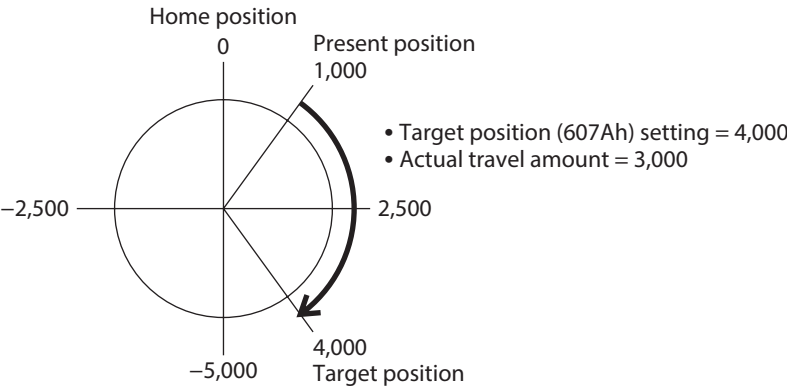 Home position
0
Present position
1,000
• Target position (607Ah) setting = 4,000
• Actual travel amount = 3,000
−2,500
2,500
4,000
Target position
−5,000